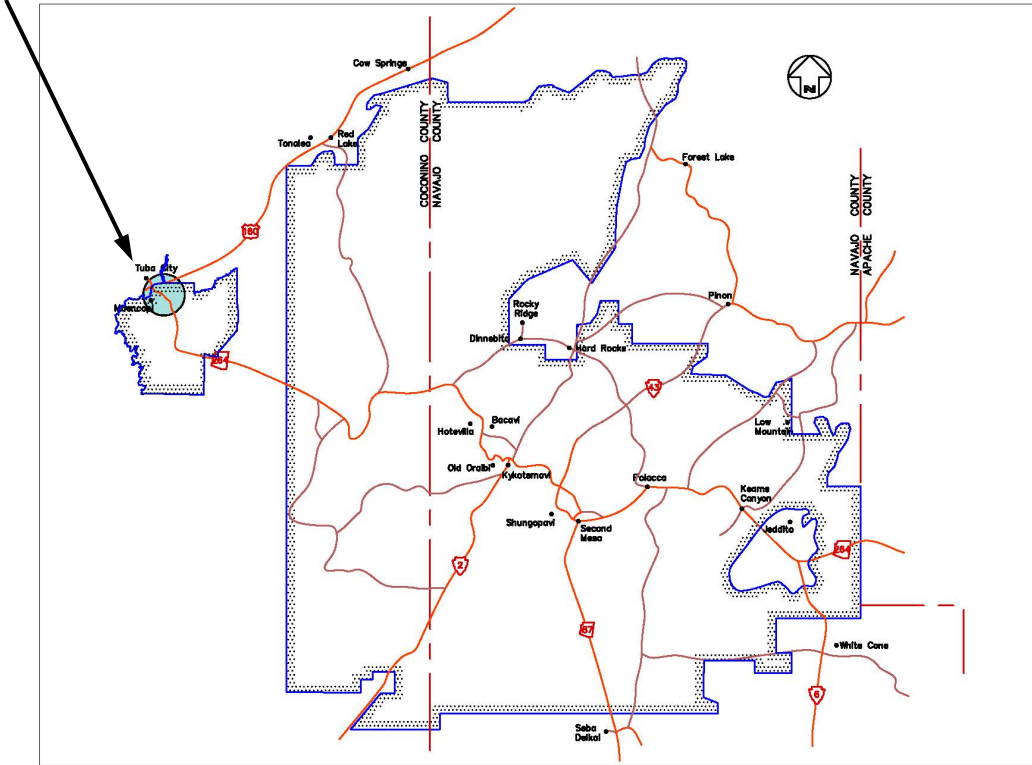 Cow Springs
N
COCONINO COUNTY
NAVAJO COUNTY
Tonalea
Red
Lake
Forest Lake
NAVAJO COUNTY
APACHE COUNTY
160
Tuba City
Moencopi
Rocky
Ridge
Pinon
Dinnebito
Hard Rocks
264
43
Bacavi
Hotevilla
Low
Mountain
Old Oraibi
Kykotsmovi
Polacca
Keams
Canyon
Shungopavi
Second
Mesa
Jeddito
264
2
87
White Cone
6
Seba
Delkai